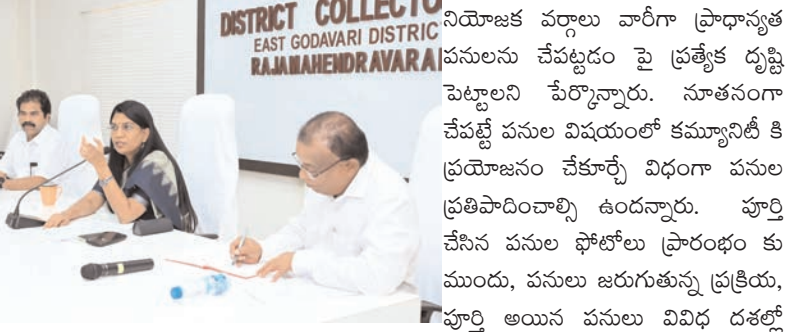 DISTRICT COLLECTO
EAST GODAVARI DISTRIC
RAJAMAHENDRAVARA
నియోజక వర్గాలు వారీగా ప్రాధాన్యత
పనులను చేపట్టడం పై ప్రత్యేక దృష్టి
పెట్టాలని పేర్కొన్నారు. నూతనంగా
చేపట్టే పనుల విషయంలో కమ్యూనిటీ కి
ప్రయోజనం చేకూర్చే విధంగా పనుల
ప్రతిపాదించాల్సి ఉందన్నారు. పూర్తి
చేసిన పనుల ఫోటోలు ప్రారంభం కు
ముందు, పనులు జరుగుతున్న ప్రక్రియ,
పూర్తి అయిన పనులు వివిధ దశల్లో